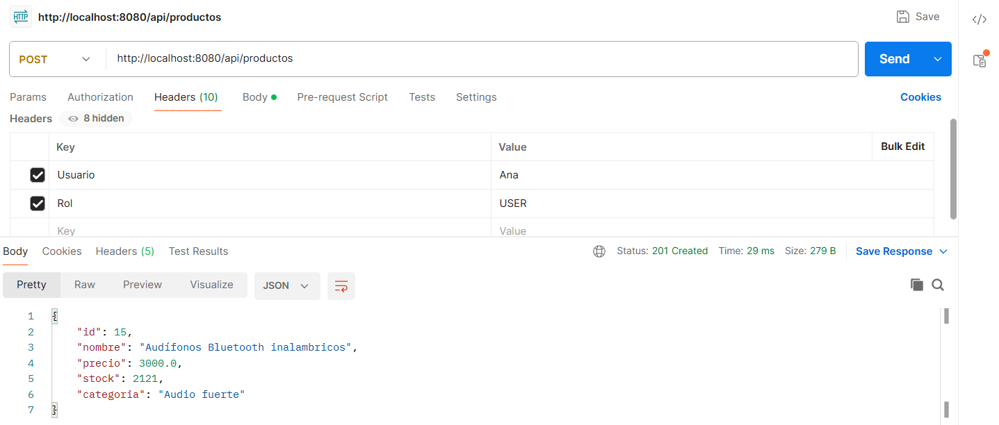 HTTP http://localhost:8080/api/productos Save
POST http://localhost:8080/api/productos Send
Params Authorization Headers (10) Body Pre-request Script Tests Settings Cookies
Headers 8 hidden
Key Value Bulk Edit
Usuario Ana
Rol USER
Key Value
Body Cookies Headers (5) Test Results Status: 201 Created Time: 29 ms Size: 279 B Save Response
Pretty Raw Preview Visualize JSON
1 {
2 "id": 15,
3 "nombre": "Audífonos Bluetooth inalambricos",
4 "precio": 3000.0,
5 "stock": 2121,
6 "categoria": "Audio fuerte"
7 }